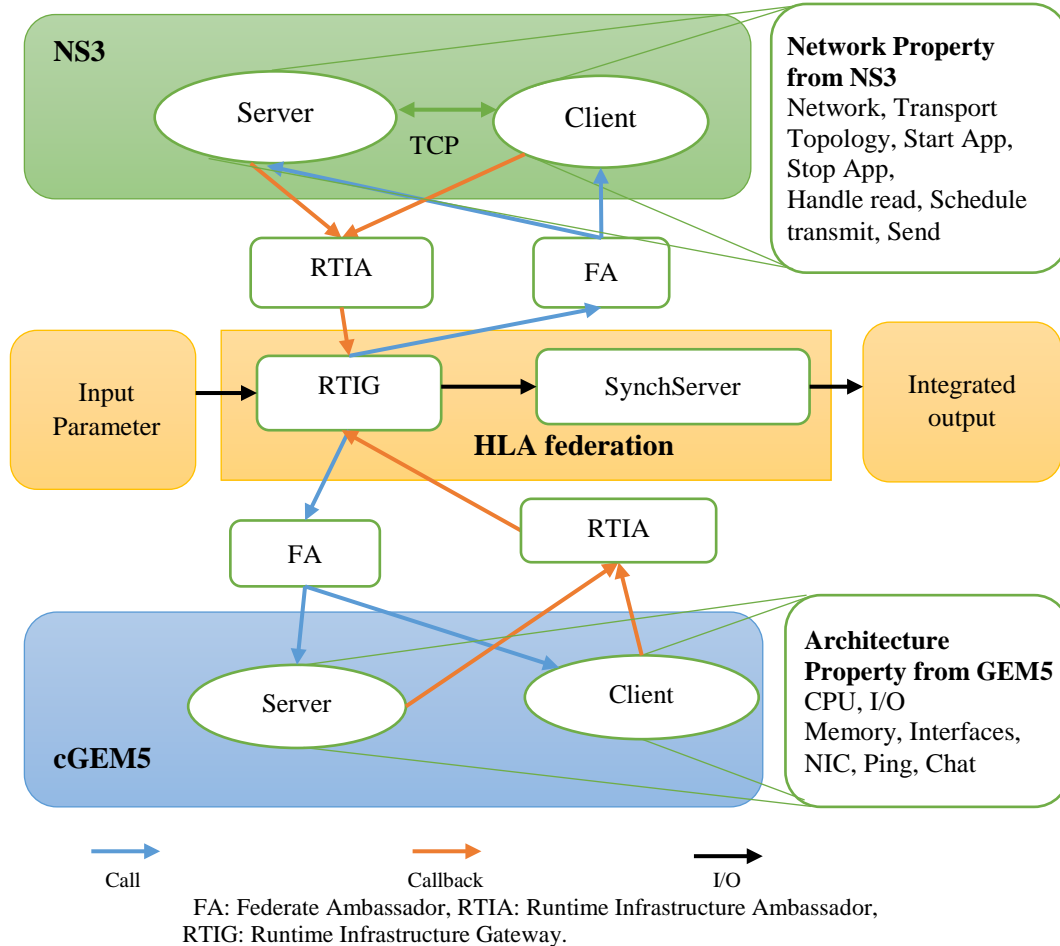 NS3
Server
Client
TCP
Network Property
from NS3
Network, Transport
Topology, Start App,
Stop App,
Handle read, Schedule
transmit, Send
RTIA
FA
Input
Parameter
RTIG
SynchServer
HLA federation
Integrated
output
FA
RTIA
Server
Client
cGEM5
Architecture
Property from GEM5
CPU, I/O
Memory, Interfaces,
NIC, Ping, Chat
Call
Callback
I/O
FA: Federate Ambassador, RTIA: Runtime Infrastructure Ambassador,
RTIG: Runtime Infrastructure Gateway.